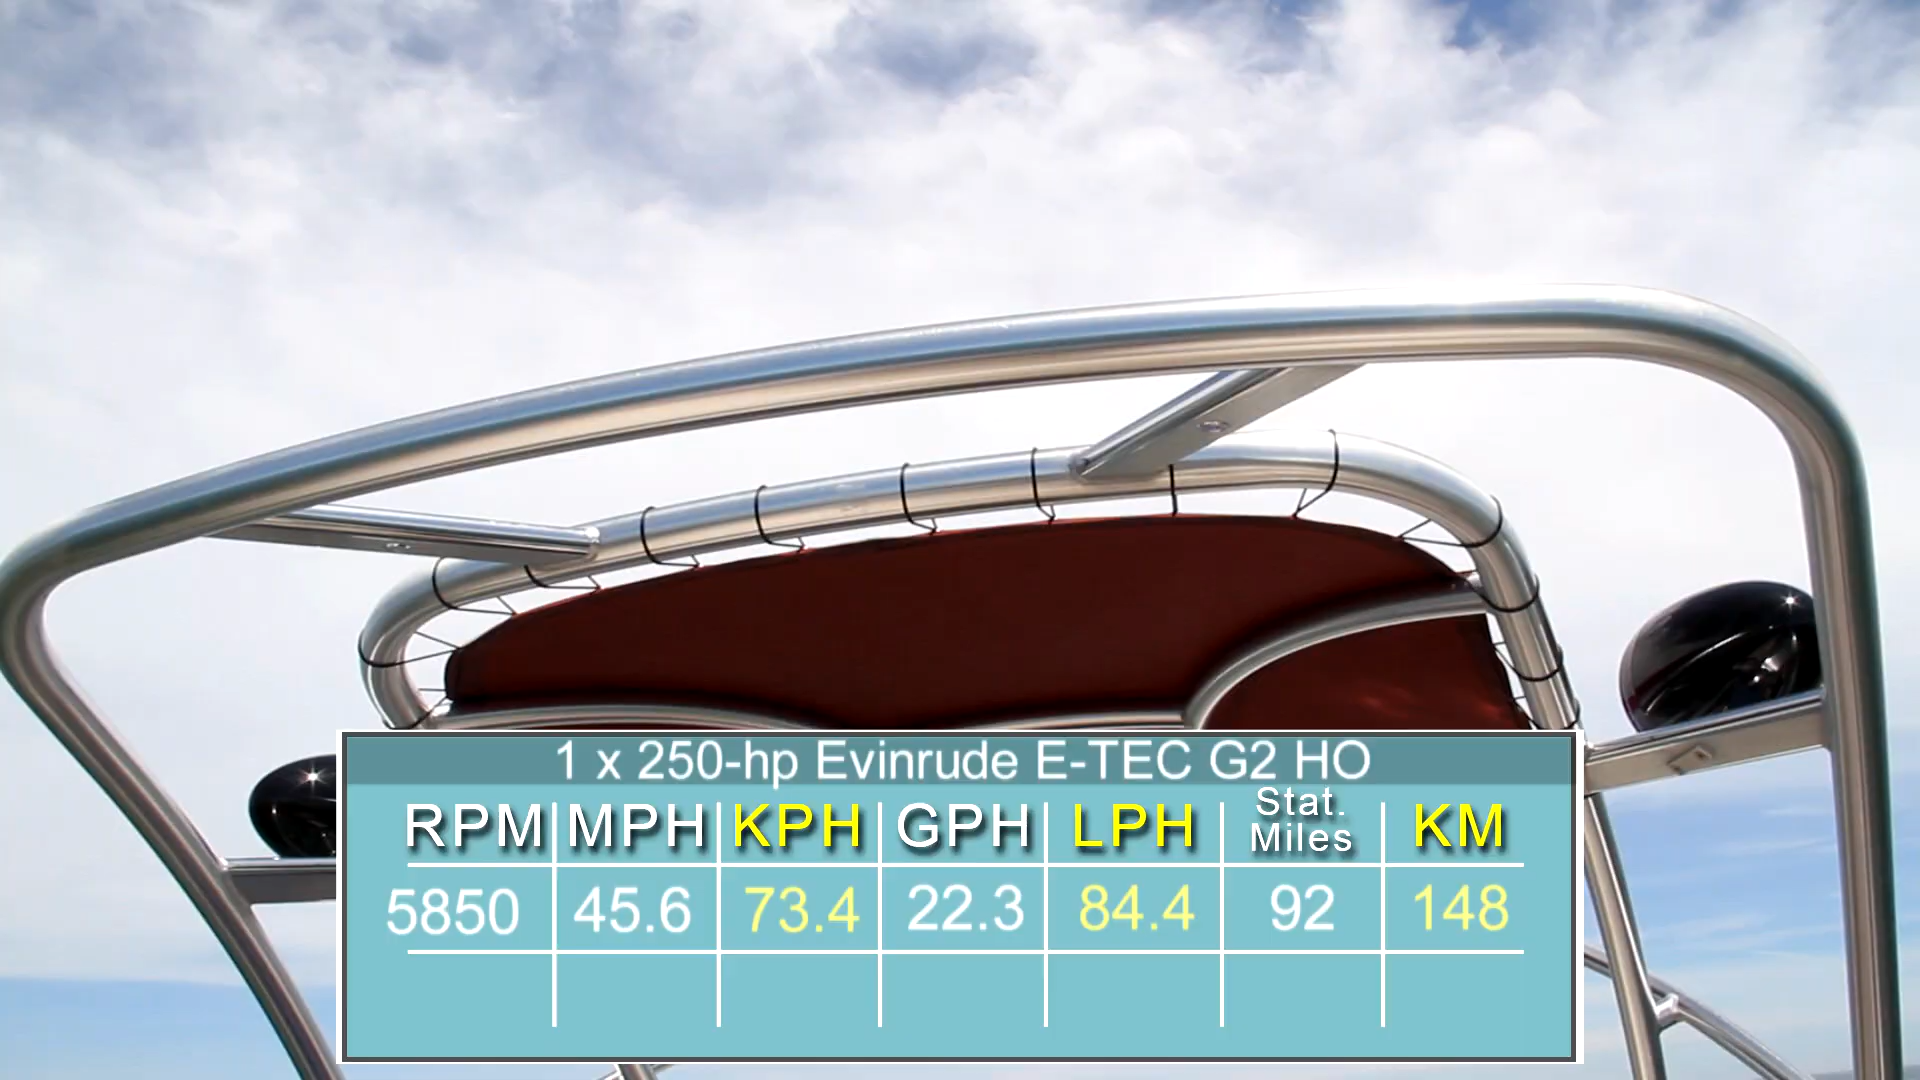 1 x 250-hp Evinrude E-TEC G2 HO
RPM MPH KPH GPH LPH Stat. Miles KM
5850 45.6 73.4 22.3 84.4 92 148